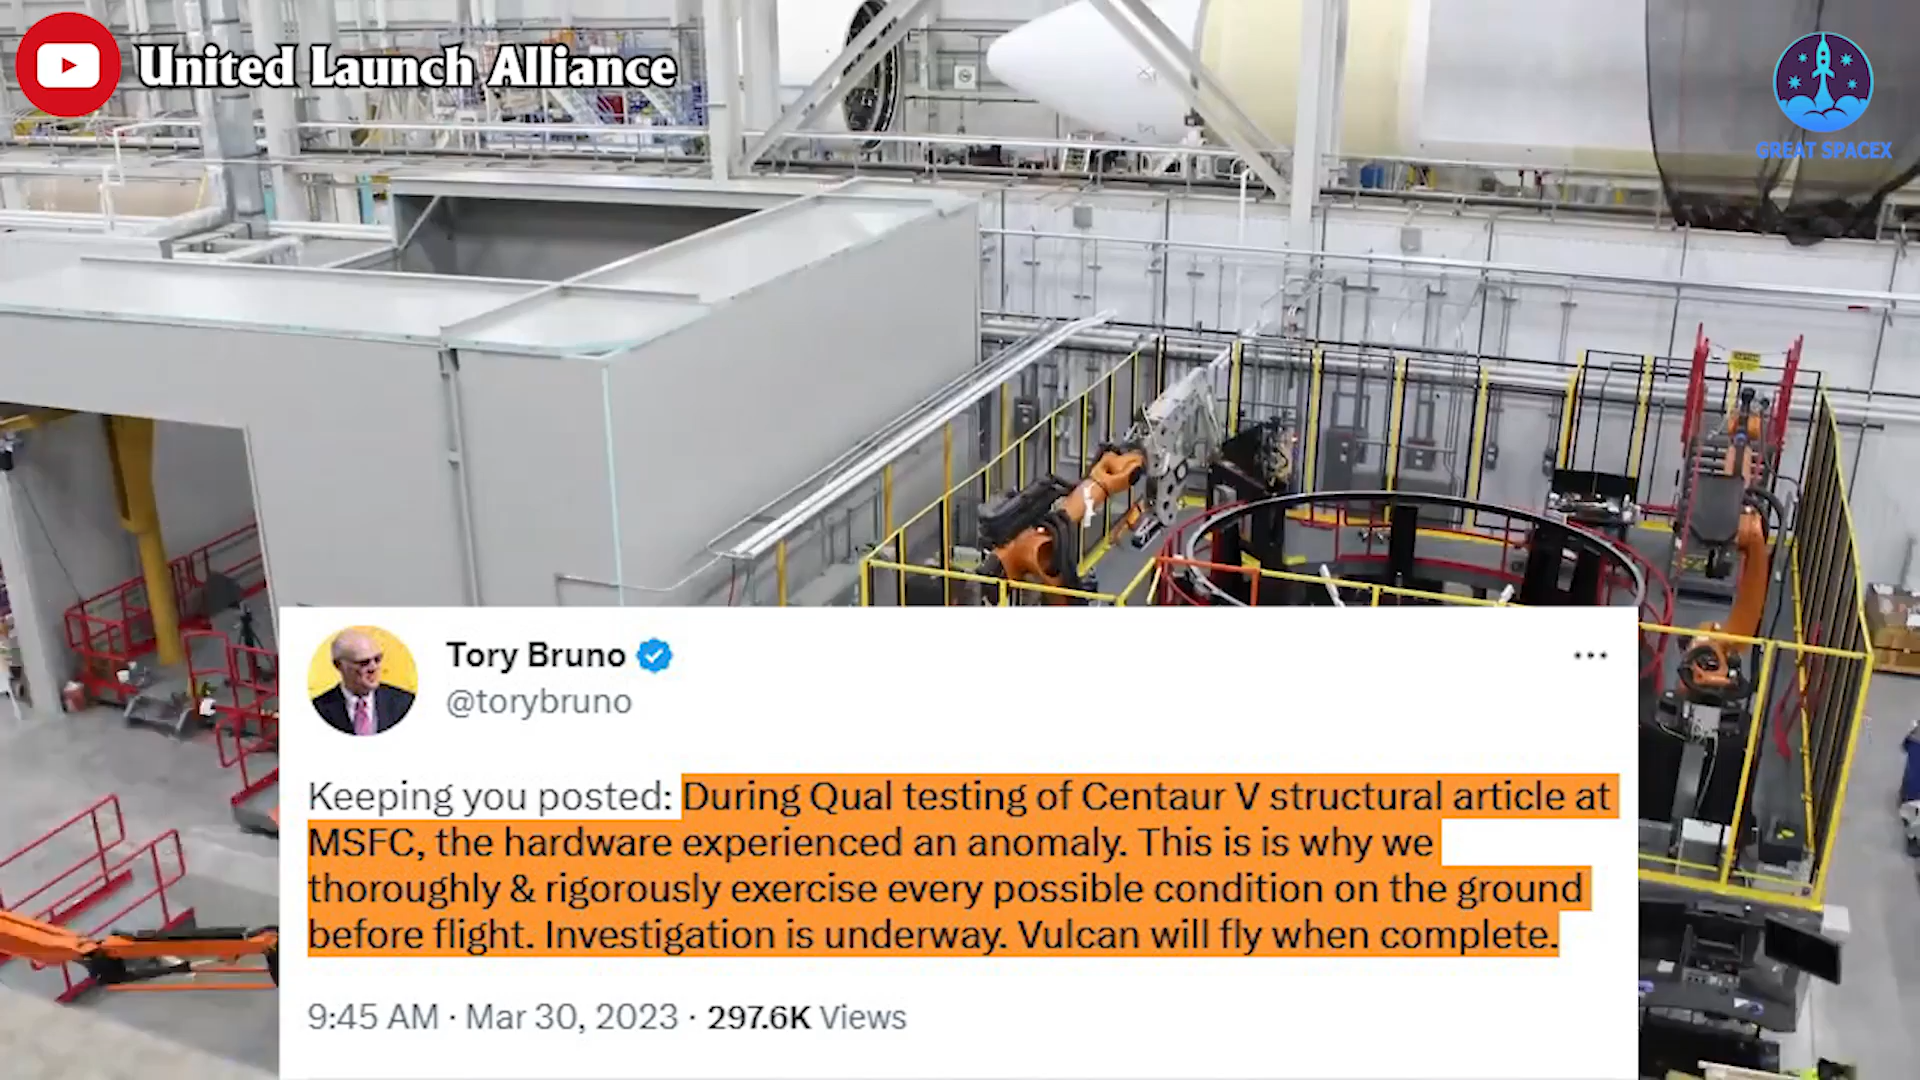 United Launch Alliance
GREAT SPACEX
Tory Bruno
@torybruno
Keeping you posted: During Qual testing of Centaur V structural article at
MSFC, the hardware experienced an anomaly. This is is why we
thoroughly & rigorously exercise every possible condition on the ground
before flight. Investigation is underway. Vulcan will fly when complete.
9:45 AM · Mar 30, 2023 · 297.6K Views